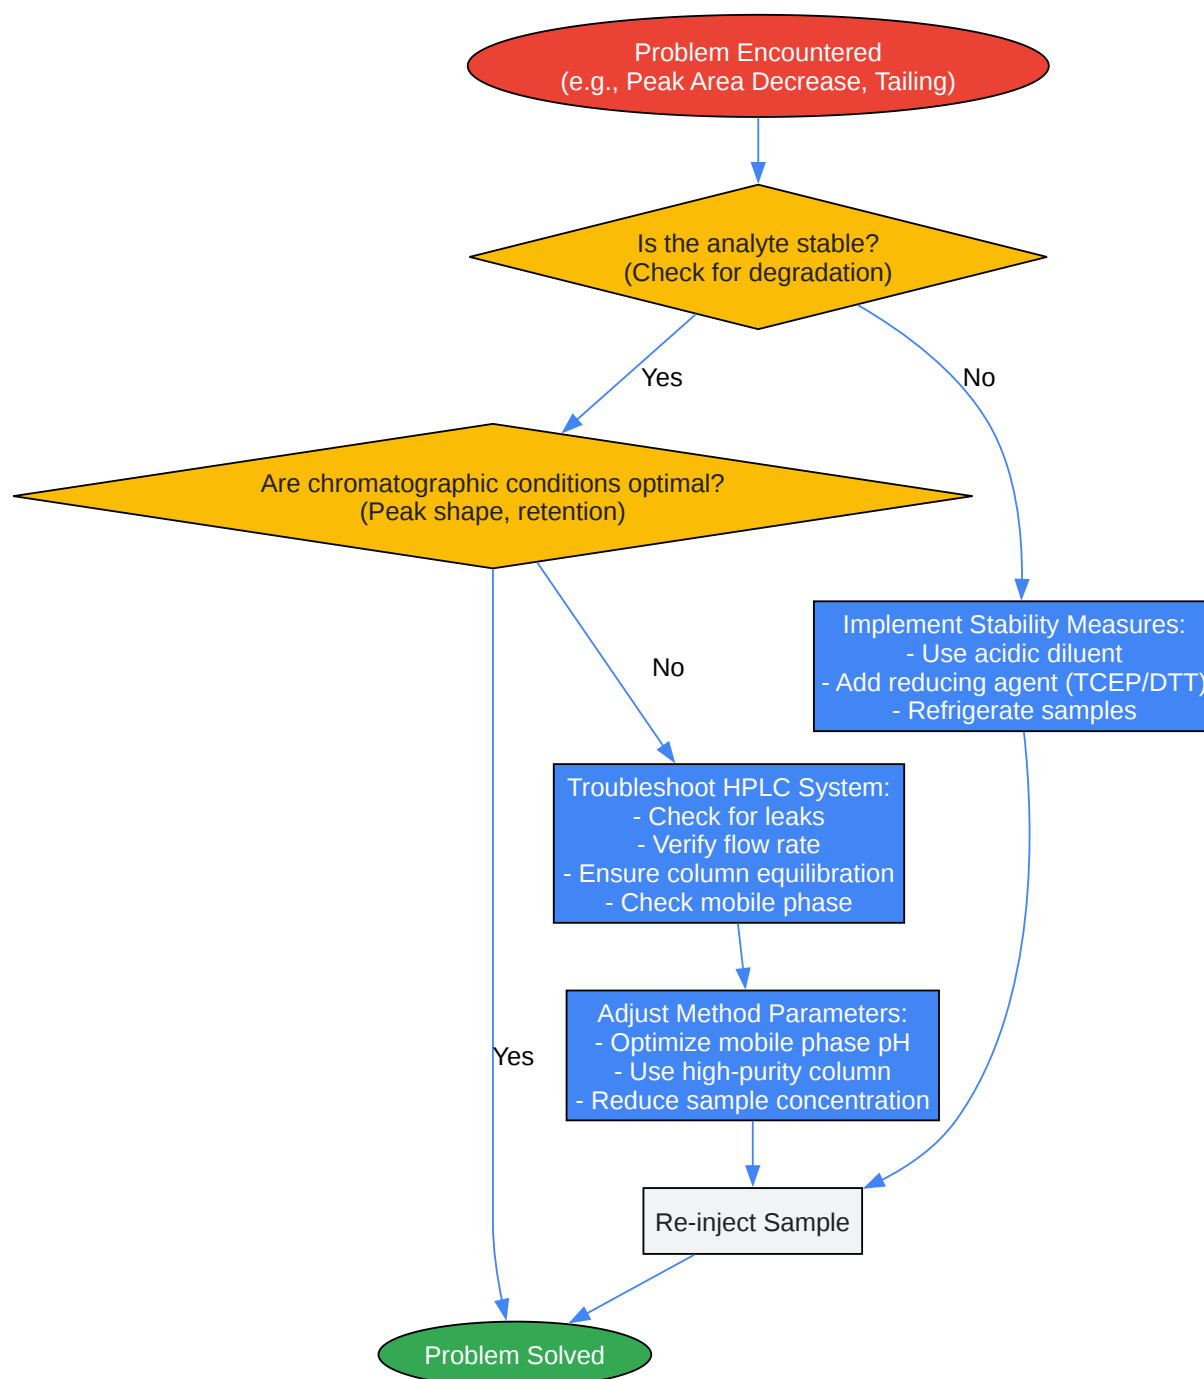 Problem Encountered
(e.g., Peak Area Decrease, Tailing)
Is the analyte stable?
(Check for degradation)
Yes
No
Are chromatographic conditions optimal?
(Peak shape, retention)
Implement Stability Measures:
- Use acidic diluent
- Add reducing agent (TCEP/DTT)
- Refrigerate samples
No
Troubleshoot HPLC System:
- Check for leaks
- Verify flow rate
- Ensure column equilibration
- Check mobile phase
Adjust Method Parameters:
- Optimize mobile phase pH
- Use high-purity column
- Reduce sample concentration
Yes
Re-inject Sample
Problem Solved